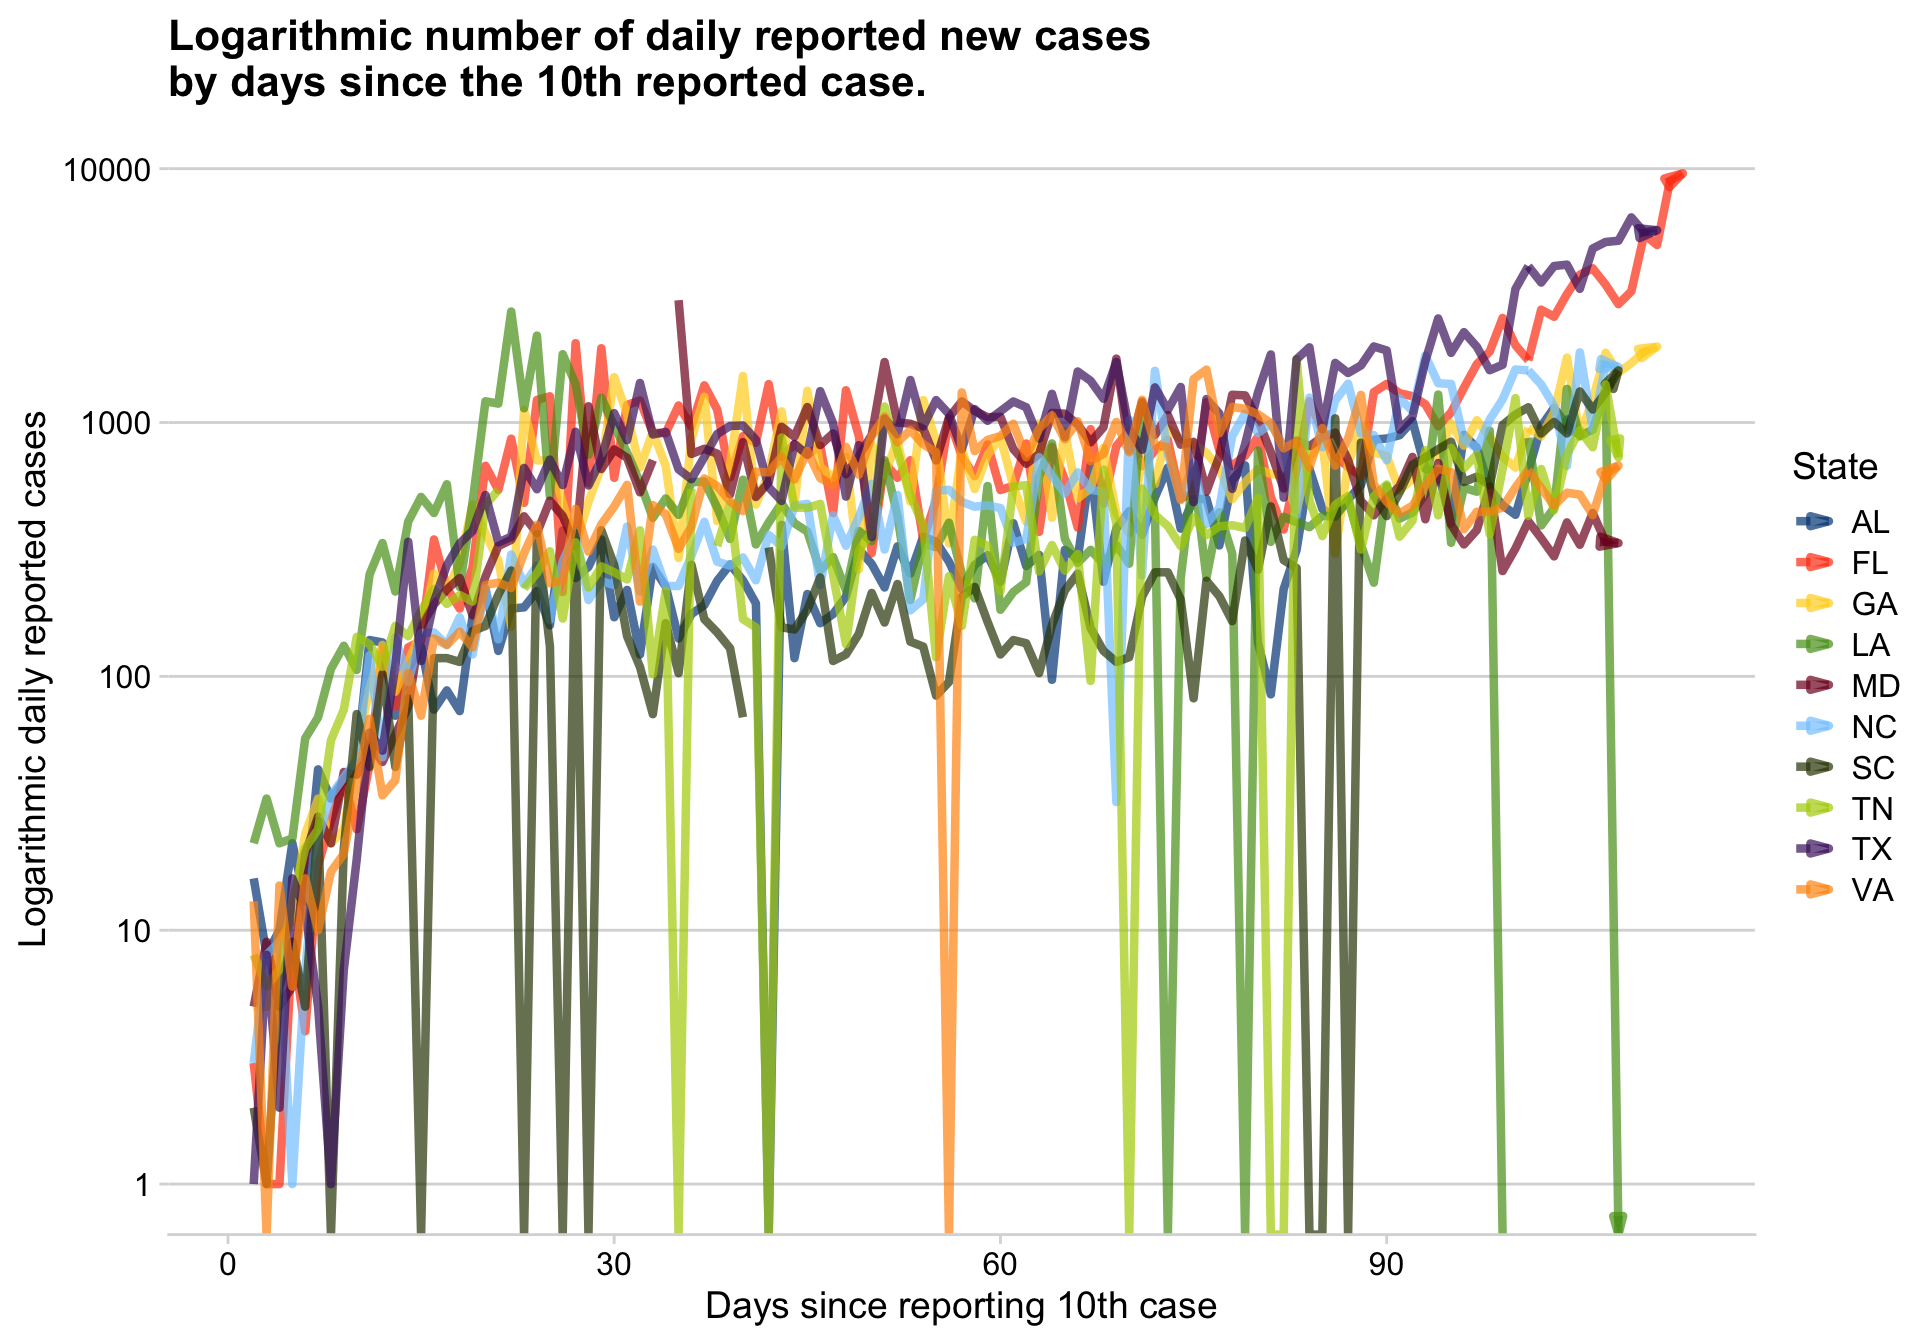 Logarithmic number of daily reported new cases
by days since the 10th reported case.
Logarithmic daily reported cases
10000
1000
100
10
1
0
30
60
90
Days since reporting 10th case
State
AL
FL
GA
LA
MD
NC
SC
TN
TX
VA